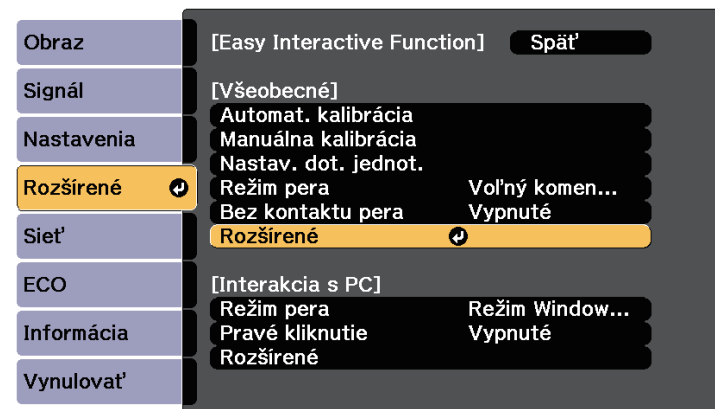 Obraz
Signál
Nastavenia
Rozšírené
Sieť
ECO
Informácia
Vynulovať
[Easy Interactive Function] Späť
[Všeobecné]
Automat. kalibrácia
Manuálna kalibrácia
Nastav. dot. jednot.
Režim pera Voľný komen...
Bez kontaktu pera Vypnuté
Rozšírené
[Interakcia s PC]
Režim pera Režim Window...
Pravé kliknutie Vypnuté
Rozšírené